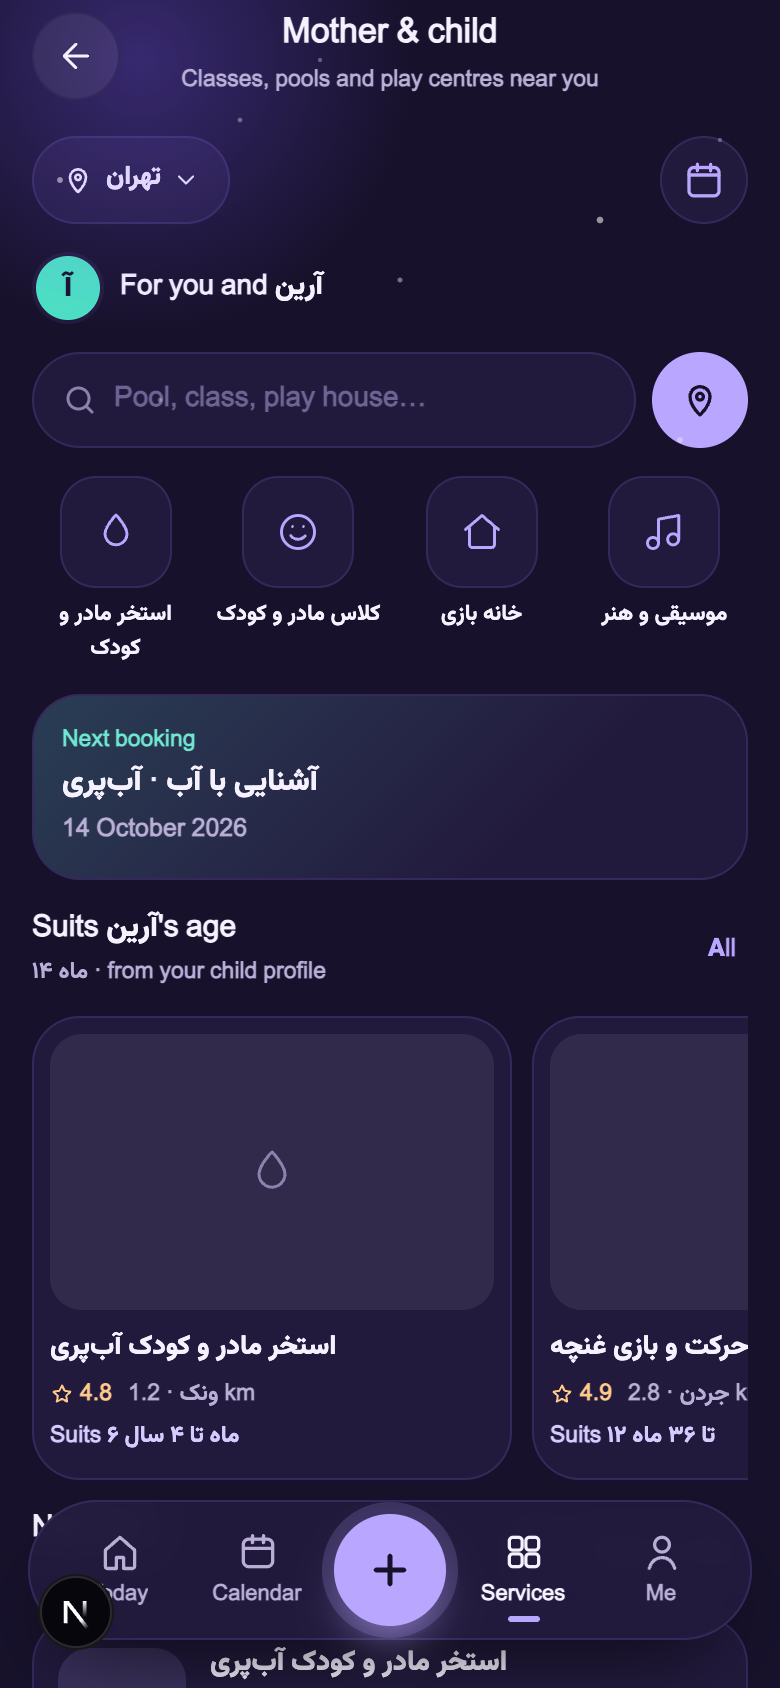 Mother & child
Classes, pools and play centres near you
تهران
آ
For you and آرین
Pool, class, play house…
استخر مادر و کودک
کلاس مادر و کودک
خانه بازی
موسیقی و هنر
Next booking
آشنایی با آب · آب‌پری
14 October 2026
Suits آرین's age
All
۱۴ ماه · from your child profile
استخر مادر و کودک آب‌پری
4.8 1.2 · ونک km
Suits ۶ ماه تا ۴ سال
حرکت و بازی غنچه
4.9 2.8 · جردن k
Suits ۱۲ تا ۳۶ ماه
Calendar
+
Services
Me
N
استخر مادر و کودک آب‌پری